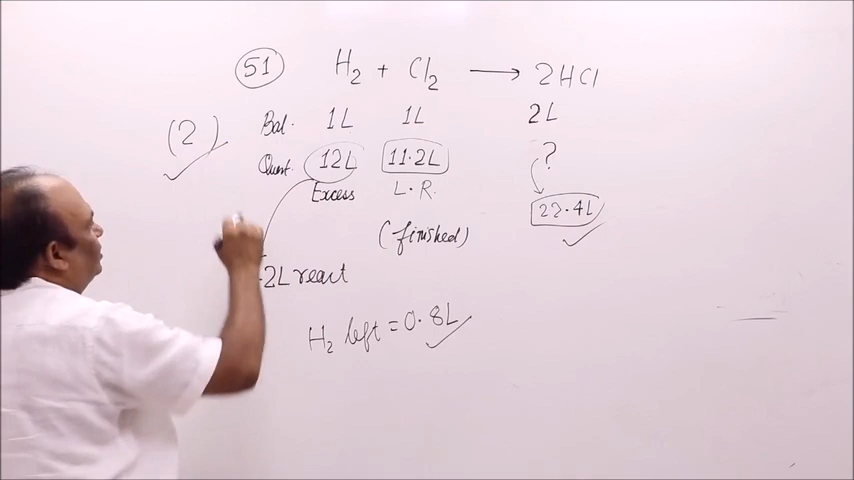 51 H₂ + Cl₂ → 2HCl
(2) Bal. 1L 1L 2L
Quest. 12L 11.2L ?
Excess L.R. 22.4L
(finished)
.2L react
H₂ left = 0.8L